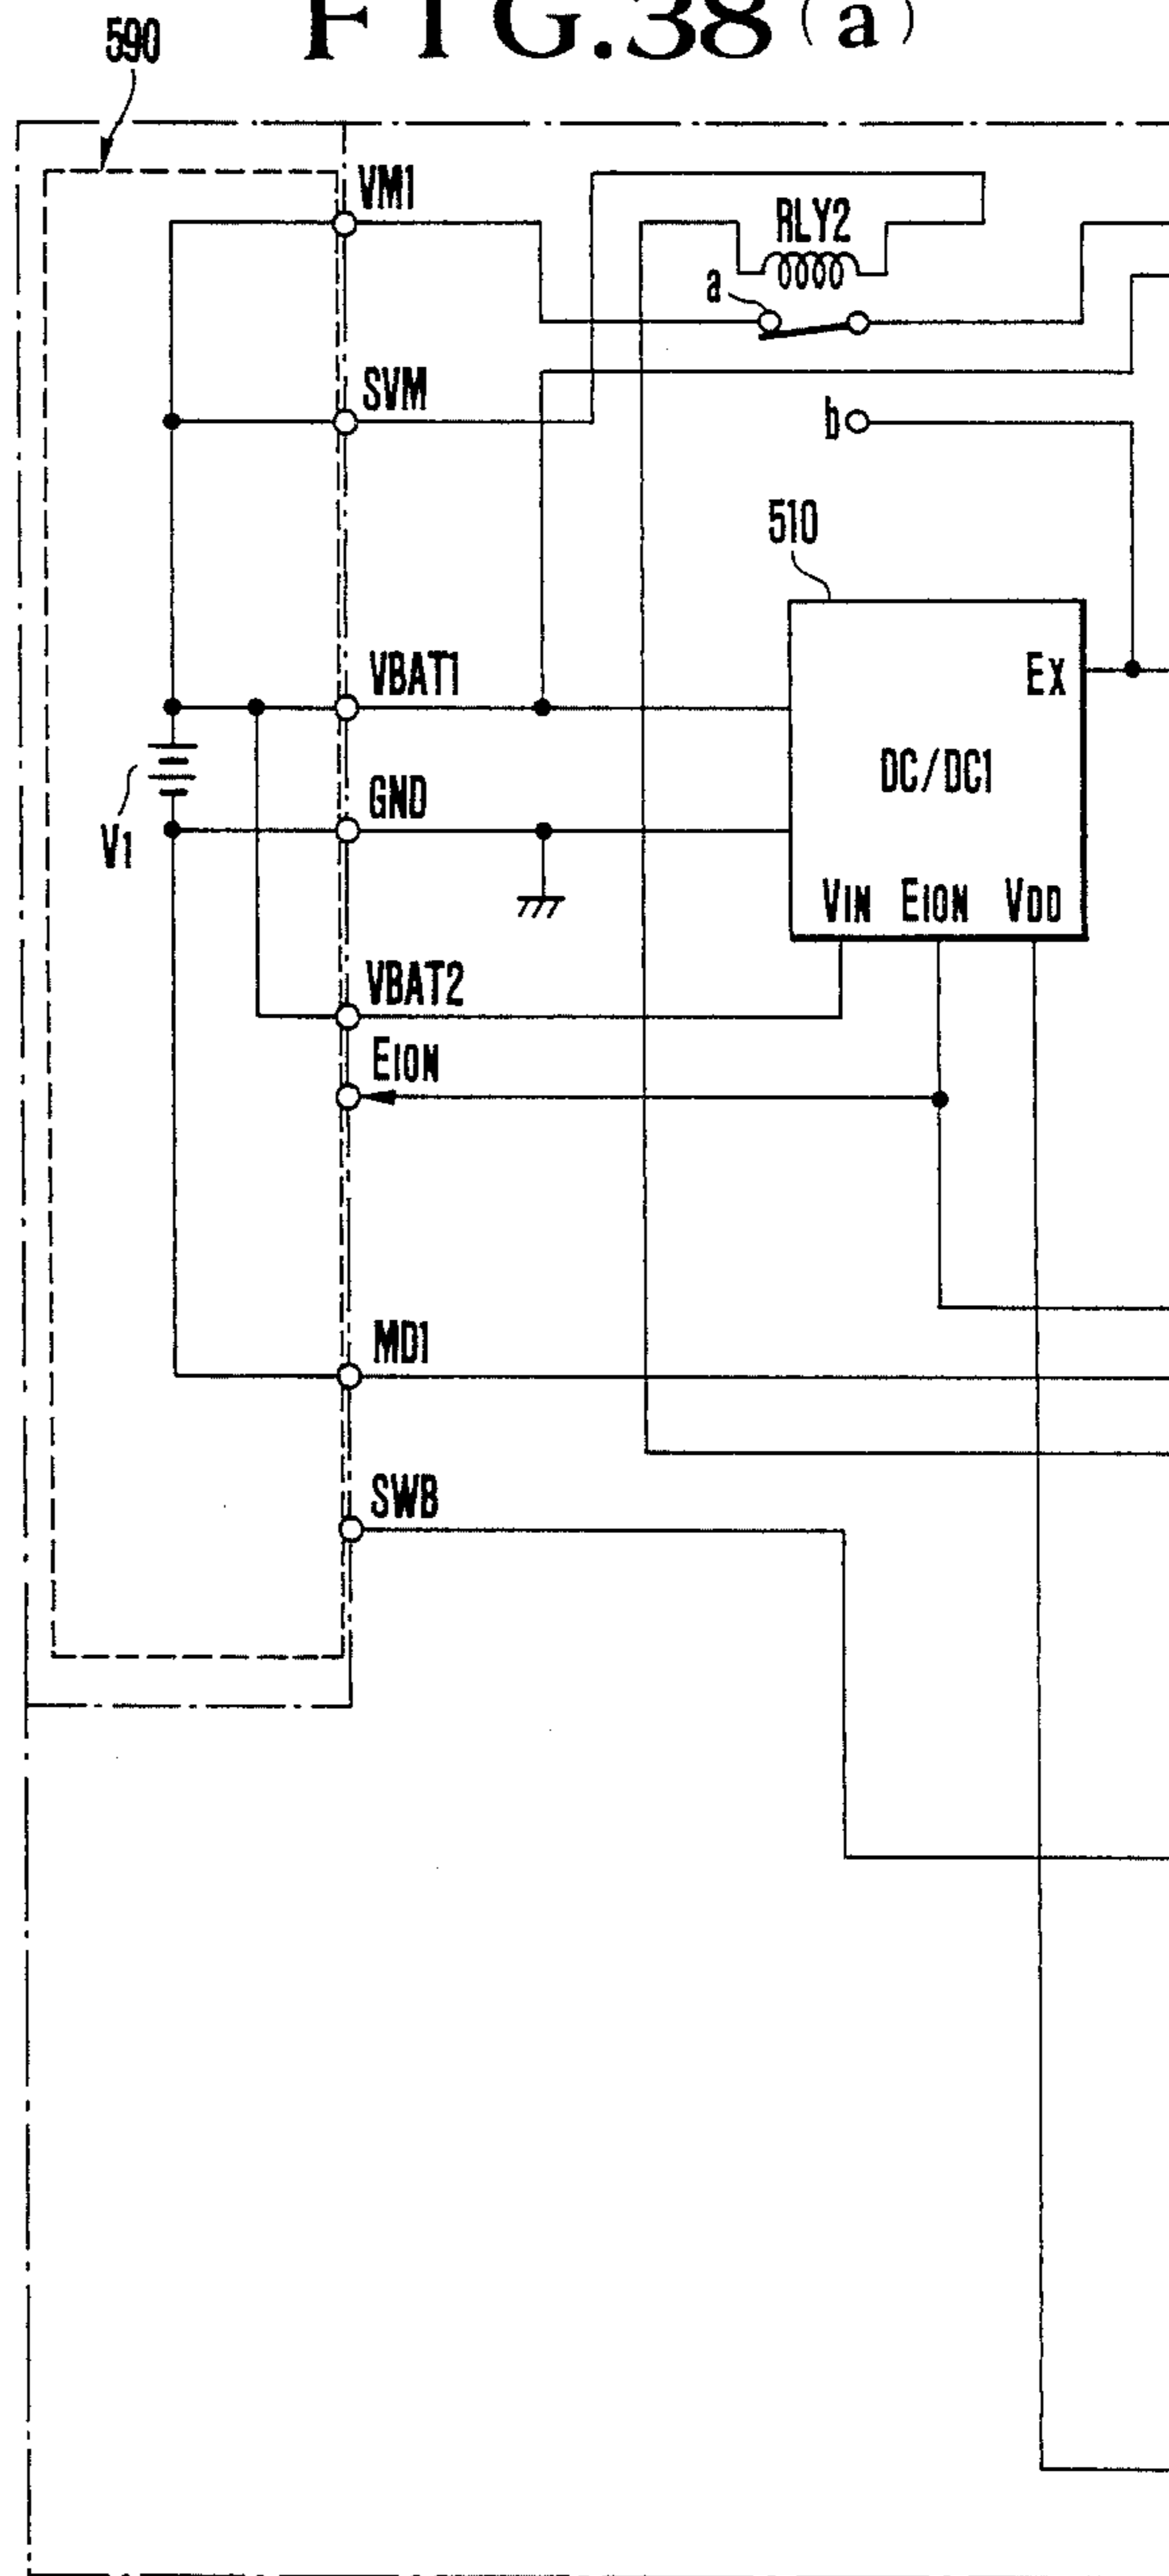 FIG.38(a)
590
VM1
RLY2
a
SVM
b
510
VBAT1
EX
DC/DC1
GND
V1
VIN EION VDD
VBAT2
EION
MD1
SWB